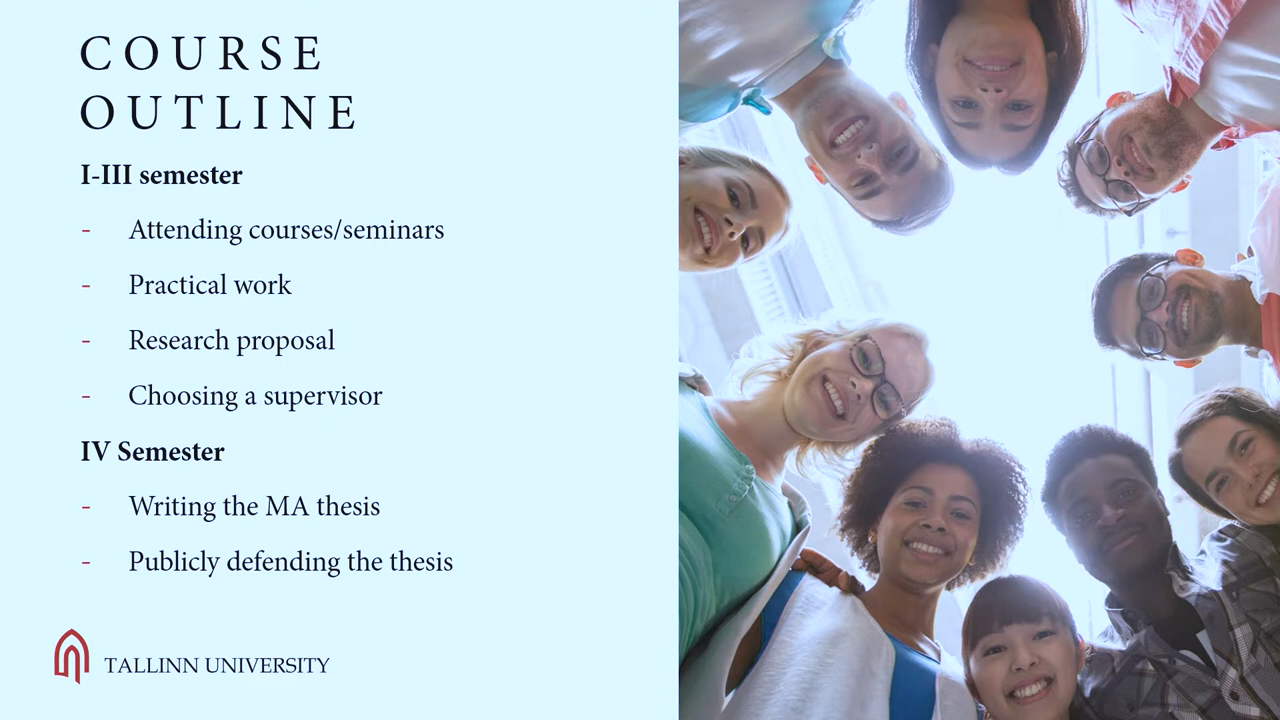 COURSE
OUTLINE
I-III semester
- Attending courses/seminars
- Practical work
- Research proposal
- Choosing a supervisor
IV Semester
- Writing the MA thesis
- Publicly defending the thesis
TALLINN UNIVERSITY